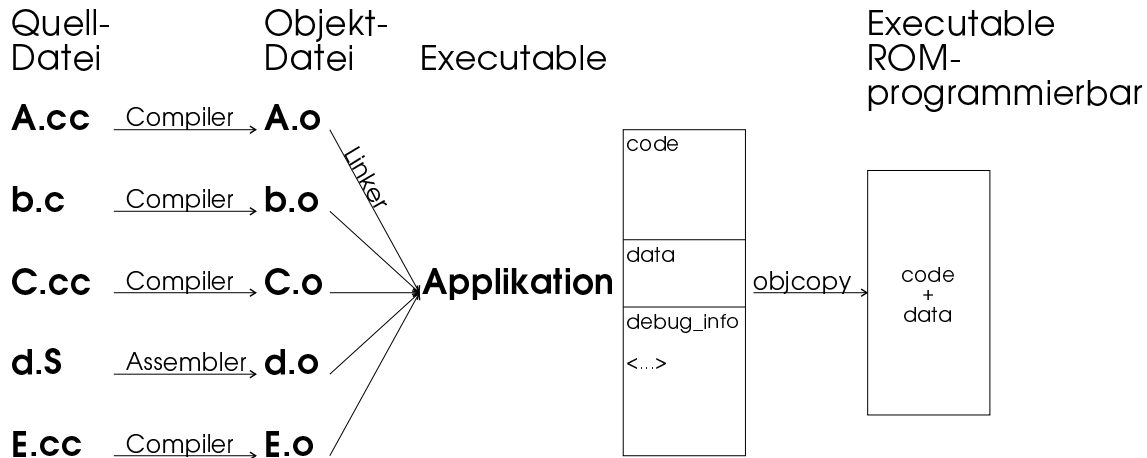 Quell-
Datei
Objekt-
Datei
Executable
Executable
ROM-
programmierbar
A.cc
Compiler
A.o
Linker
b.c
Compiler
b.o
C.cc
Compiler
C.o
Applikation
d.S
Assembler
d.o
E.cc
Compiler
E.o
code
data
debug_info
<...>
objcopy
code
+
data